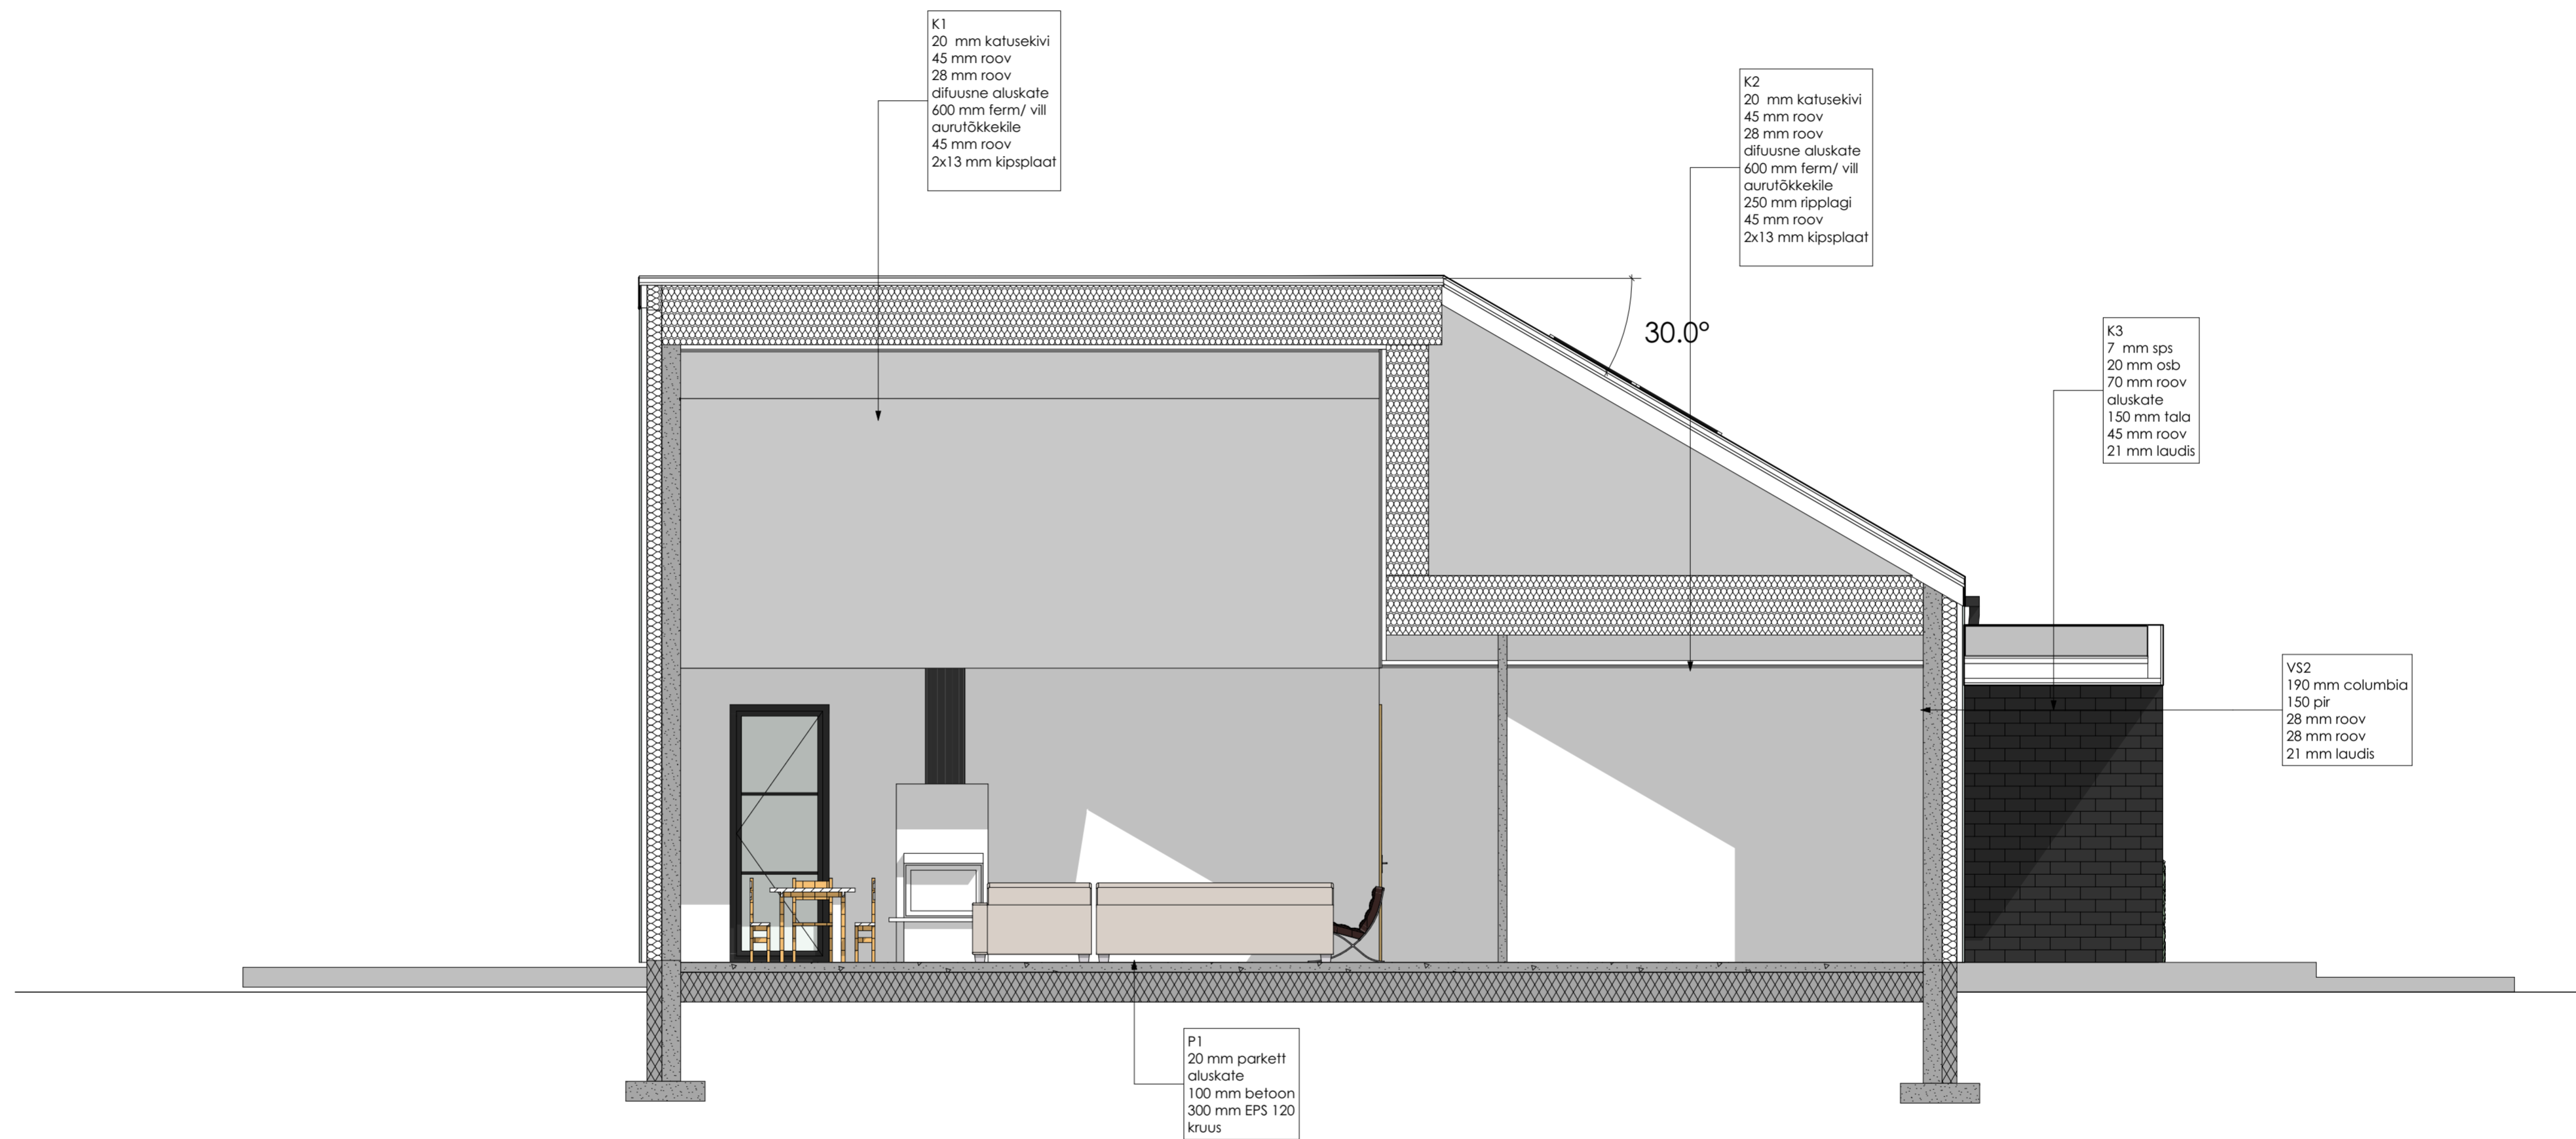 K1
20 mm katusekivi
45 mm roov
28 mm roov
difuusne aluskate
600 mm ferm/ vill
aurutõkkekile
45 mm roov
2x13 mm kipsplaat
K2
20 mm katusekivi
45 mm roov
28 mm roov
difuusne aluskate
600 mm ferm/ vill
aurutõkkekile
250 mm ripplagi
45 mm roov
2x13 mm kipsplaat
30.0°
K3
7 mm sps
20 mm osb
70 mm roov
aluskate
150 mm tala
45 mm roov
21 mm laudis
VS2
190 mm columbia
150 pir
28 mm roov
28 mm roov
21 mm laudis
P1
20 mm parkett
aluskate
100 mm betoon
300 mm EPS 120
kruus